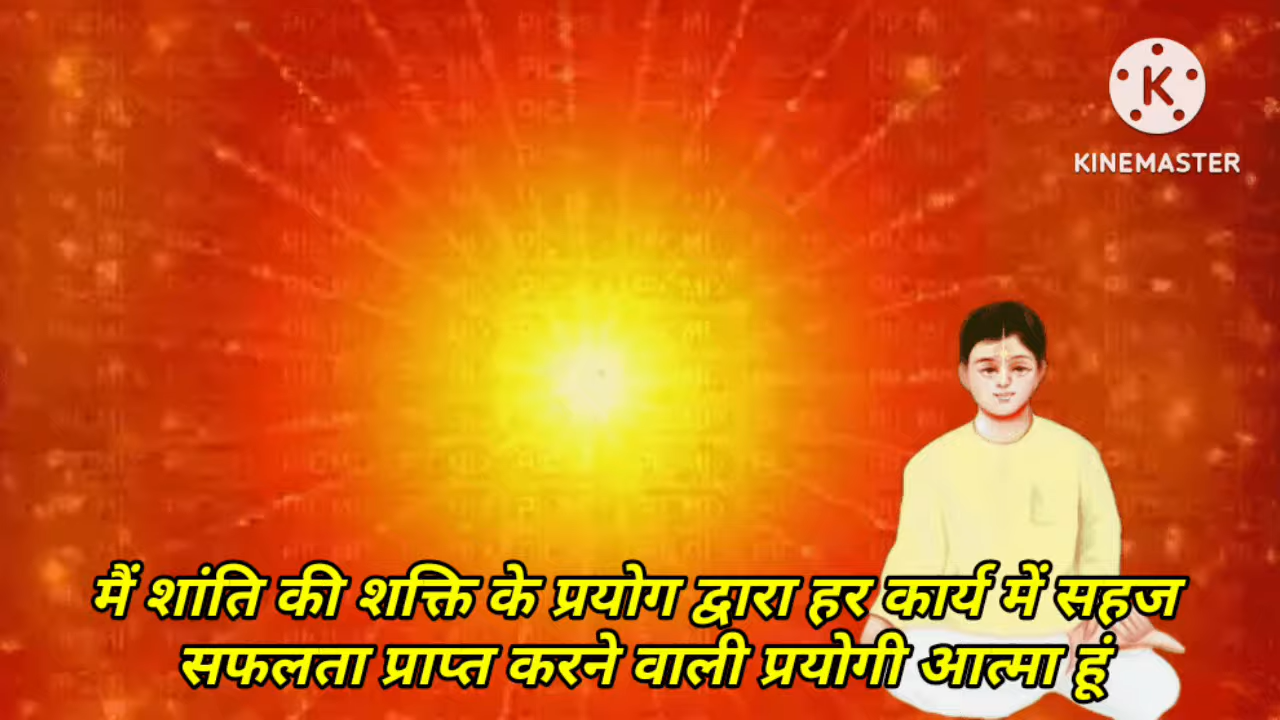 K
KINEMASTER
मैं शांति की शक्ति के प्रयोग द्वारा हर कार्य में सहज
सफलता प्राप्त करने वाली प्रयोगी आत्मा हूं